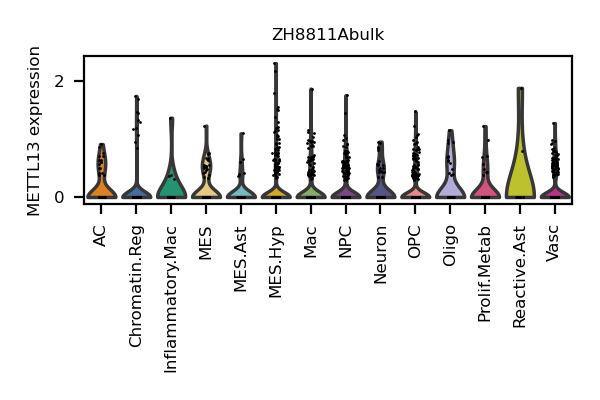 ZH8811Abulk
METTL13 expression
2
0
AC
Chromatin.Reg
Inflammatory.Mac
MES
MES.Ast
MES.Hyp
Mac
NPC
Neuron
OPC
Oligo
Prolif.Metab
Reactive.Ast
Vasc